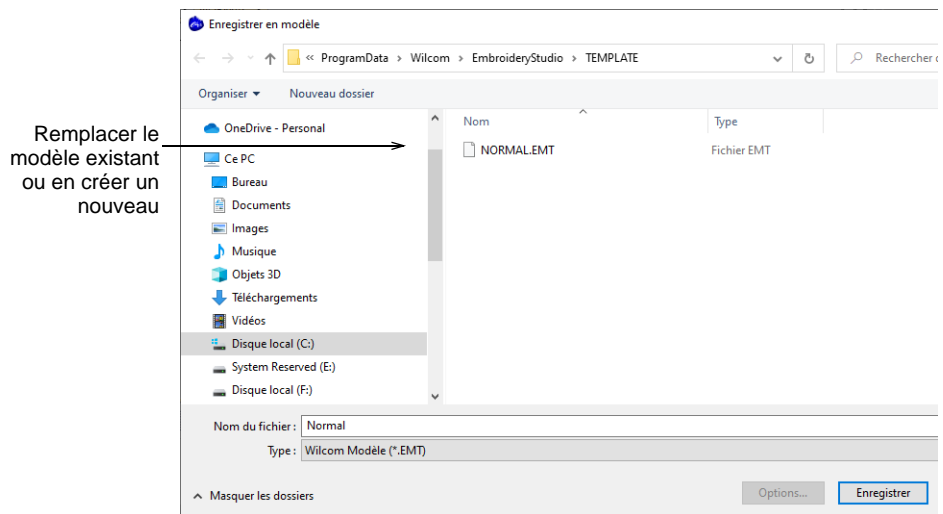 Enregistrer en modèle
« ProgramData › Wilcom › EmbroideryStudio › TEMPLATE
Rechercher
Organiser
Nouveau dossier
Remplacer le
modèle existant
ou en créer un
nouveau
OneDrive - Personal
Ce PC
Bureau
Documents
Images
Musique
Objets 3D
Téléchargements
Vidéos
Disque local (C:)
System Reserved (E:)
Disque local (F:)
Nom Type
NORMAL.EMT Fichier EMT
Nom du fichier : Normal
Type : Wilcom Modèle (*.EMT)
Masquer les dossiers
Options... Enregistrer